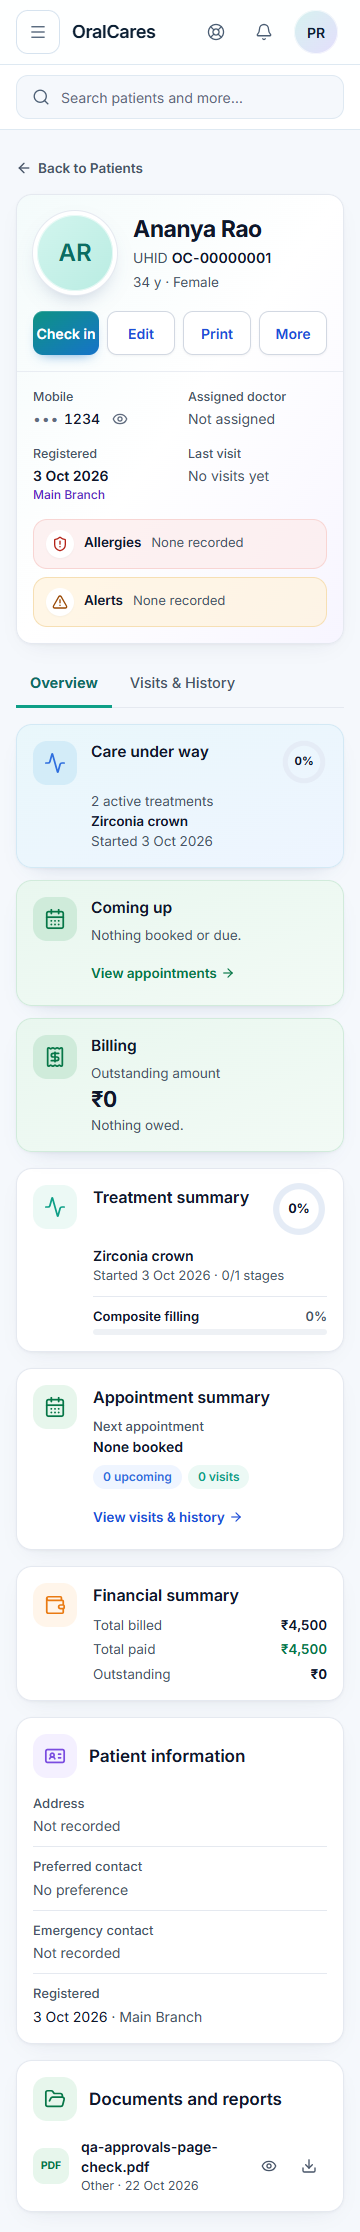 OralCares
PR
Search patients and more...
Back to Patients
AR
Ananya Rao
UHID OC-00000001
34 y · Female
Check in
Edit
Print
More
Mobile
••• 1234
Assigned doctor
Not assigned
Registered
3 Oct 2026
Main Branch
Last visit
No visits yet
Allergies None recorded
Alerts None recorded
Overview
Visits & History
Care under way
0%
2 active treatments
Zirconia crown
Started 3 Oct 2026
Coming up
Nothing booked or due.
View appointments →
Billing
Outstanding amount
₹0
Nothing owed.
Treatment summary
0%
Zirconia crown
Started 3 Oct 2026 · 0/1 stages
Composite filling 0%
Appointment summary
Next appointment
None booked
0 upcoming
0 visits
View visits & history →
Financial summary
Total billed ₹4,500
Total paid ₹4,500
Outstanding ₹0
Patient information
Address
Not recorded
Preferred contact
No preference
Emergency contact
Not recorded
Registered
3 Oct 2026 · Main Branch
Documents and reports
PDF
qa-approvals-page-
check.pdf
Other · 22 Oct 2026